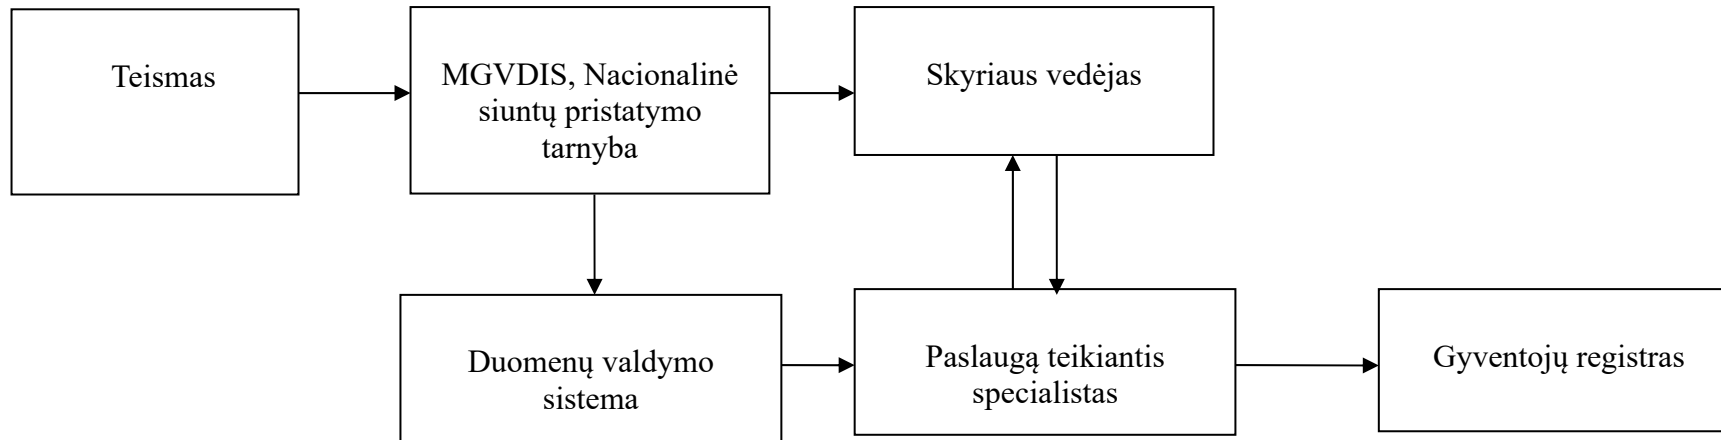 Teismas
MGVDIS, Nacionalinė
siuntų pristatymo
tarnyba
Skyriaus vedėjas
Duomenų valdymo
sistema
Paslaugą teikiantis
specialistas
Gyventojų registras